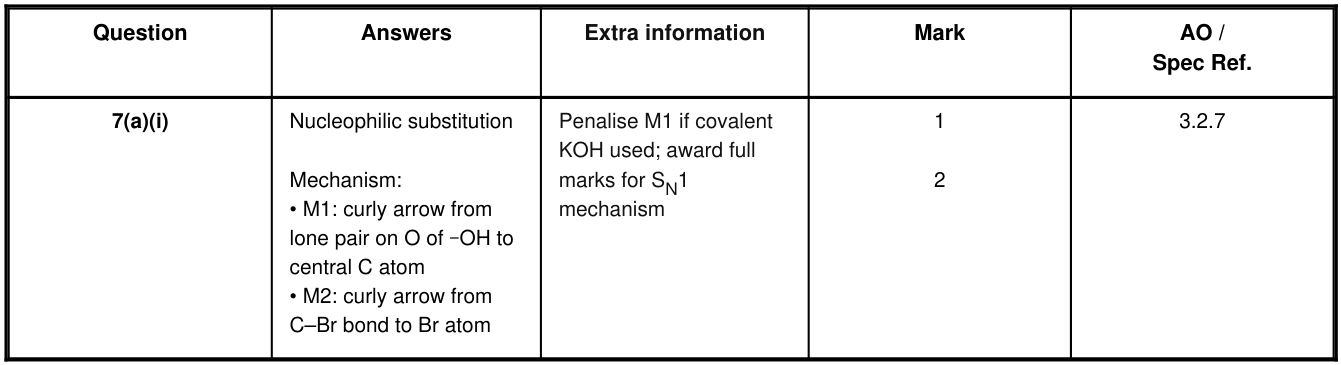 Question Answers Extra information Mark AO /
Spec Ref.
7(a)(i) Nucleophilic substitution Penalise M1 if covalent 1 3.2.7
KOH used; award full
Mechanism: marks for SN1 2
• M1: curly arrow from mechanism
lone pair on O of –OH to
central C atom
• M2: curly arrow from
C–Br bond to Br atom